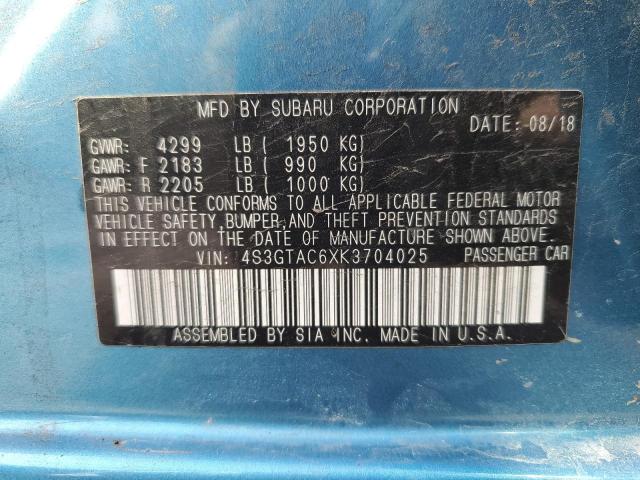 MFD BY SUBARU CORPORATION
DATE: 08/18
GVWR: 4299 LB ( 1950 KG)
GAWR: F 2183 LB ( 990 KG)
GAWR: R 2205 LB ( 1000 KG)
THIS VEHICLE CONFORMS TO ALL APPLICABLE FEDERAL MOTOR
VEHICLE SAFETY, BUMPER, AND THEFT PREVENTION STANDARDS
IN EFFECT ON THE DATE OF MANUFACTURE SHOWN ABOVE.
VIN: 4S3GTAC6XK3704025 PASSENGER CAR
ASSEMBLED BY SIA INC. MADE IN U.S.A.